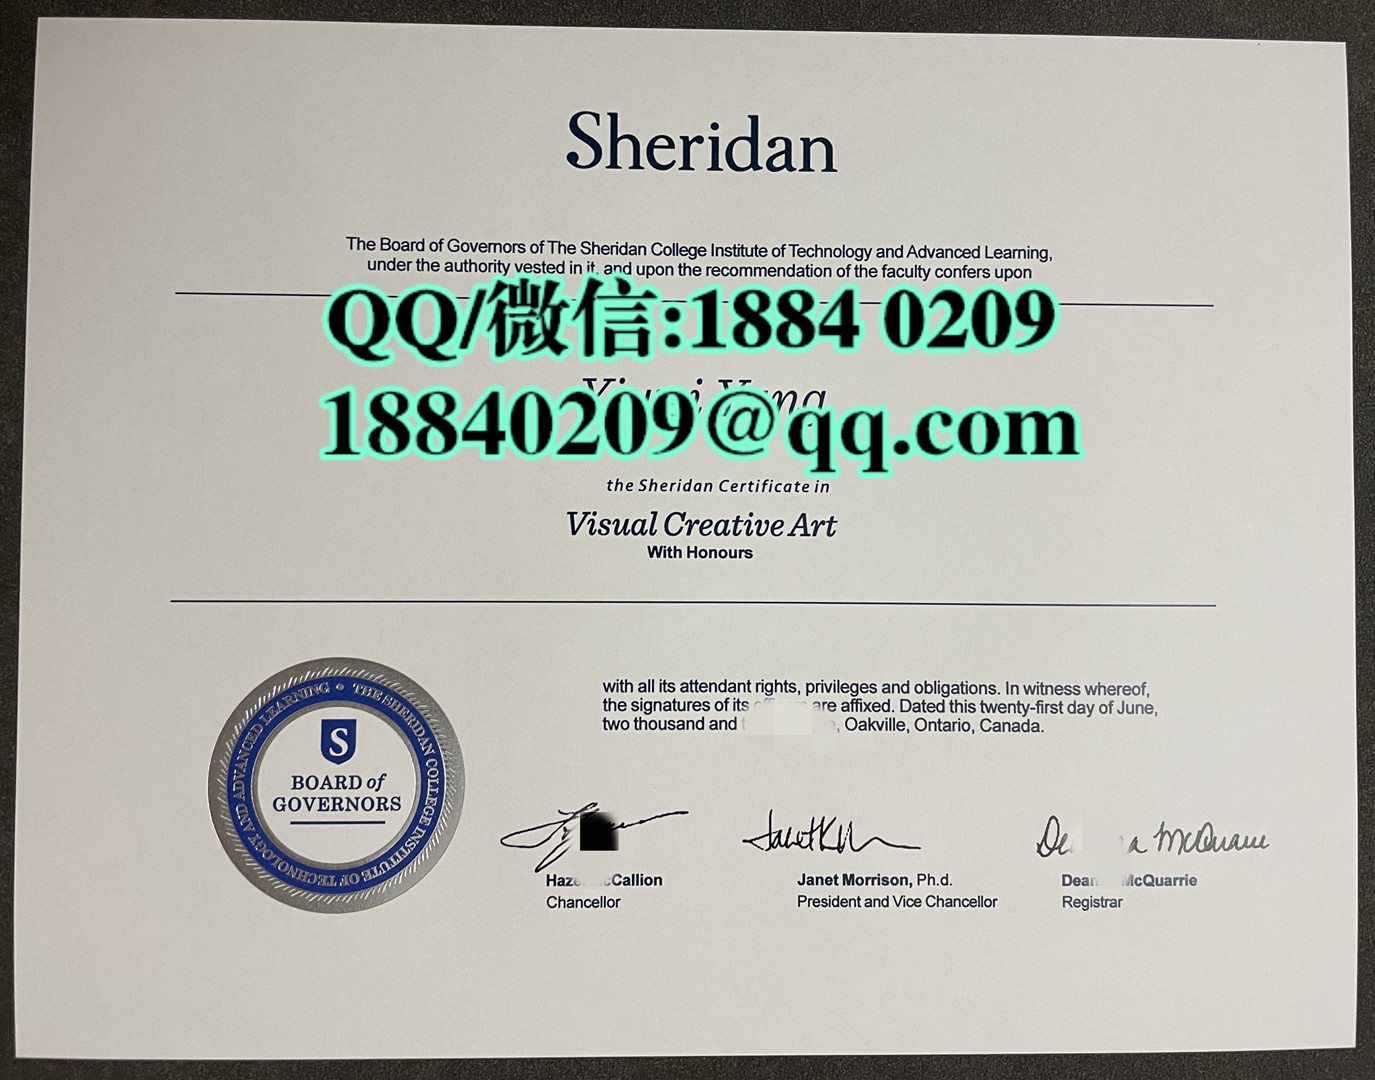 Sheridan
The Board of Governors of The Sheridan College Institute of Technology and Advanced Learning,
under the authority vested in it, and upon the recommendation of the faculty confers upon
QQ/微信:1884 0209
18840209@qq.com
the Sheridan Certificate in
Visual Creative Art
With Honours
with all its attendant rights, privileges and obligations. In witness whereof,
the signatures of its are affixed. Dated this twenty-first day of June,
two thousand and , Oakville, Ontario, Canada.
THE SHERIDAN COLLEGE INSTITUTE OF TECHNOLOGY AND ADVANCED LEARNING
S
BOARD of
GOVERNORS
Callion
Janet Morrison, Ph.d.
McQuarrie
Chancellor
President and Vice Chancellor
Registrar